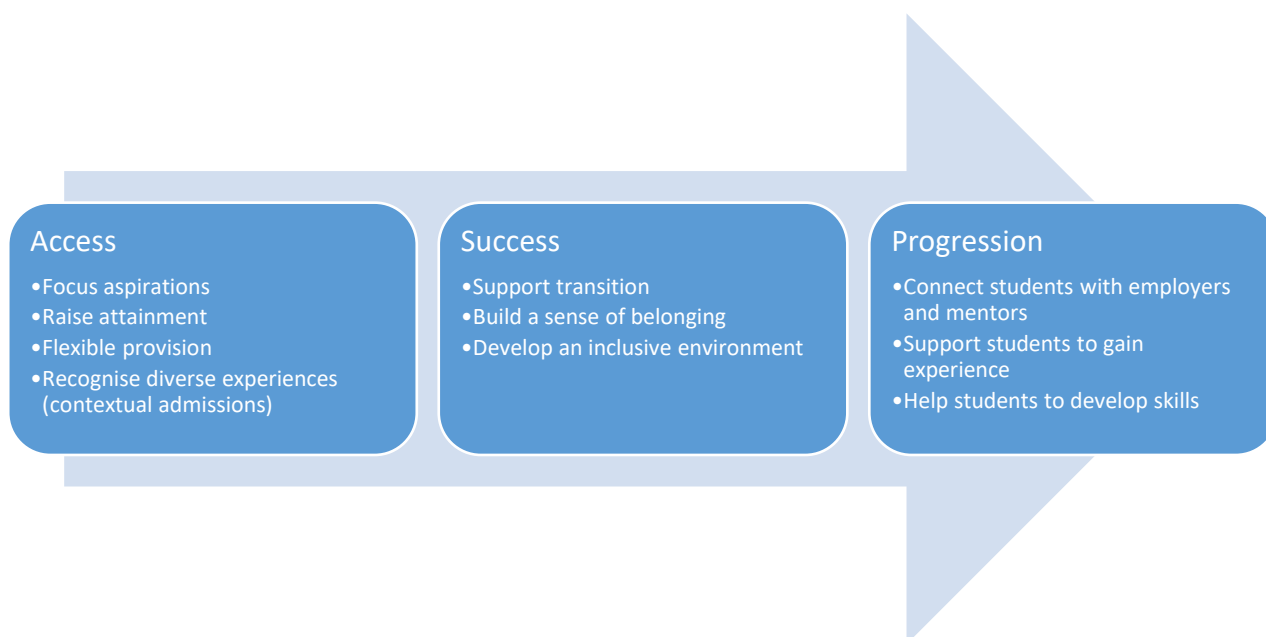 Access
•Focus aspirations
•Raise attainment
•Flexible provision
•Recognise diverse experiences
(contextual admissions)
Success
•Support transition
•Build a sense of belonging
•Develop an inclusive environment
Progression
•Connect students with employers
and mentors
•Support students to gain
experience
•Help students to develop skills